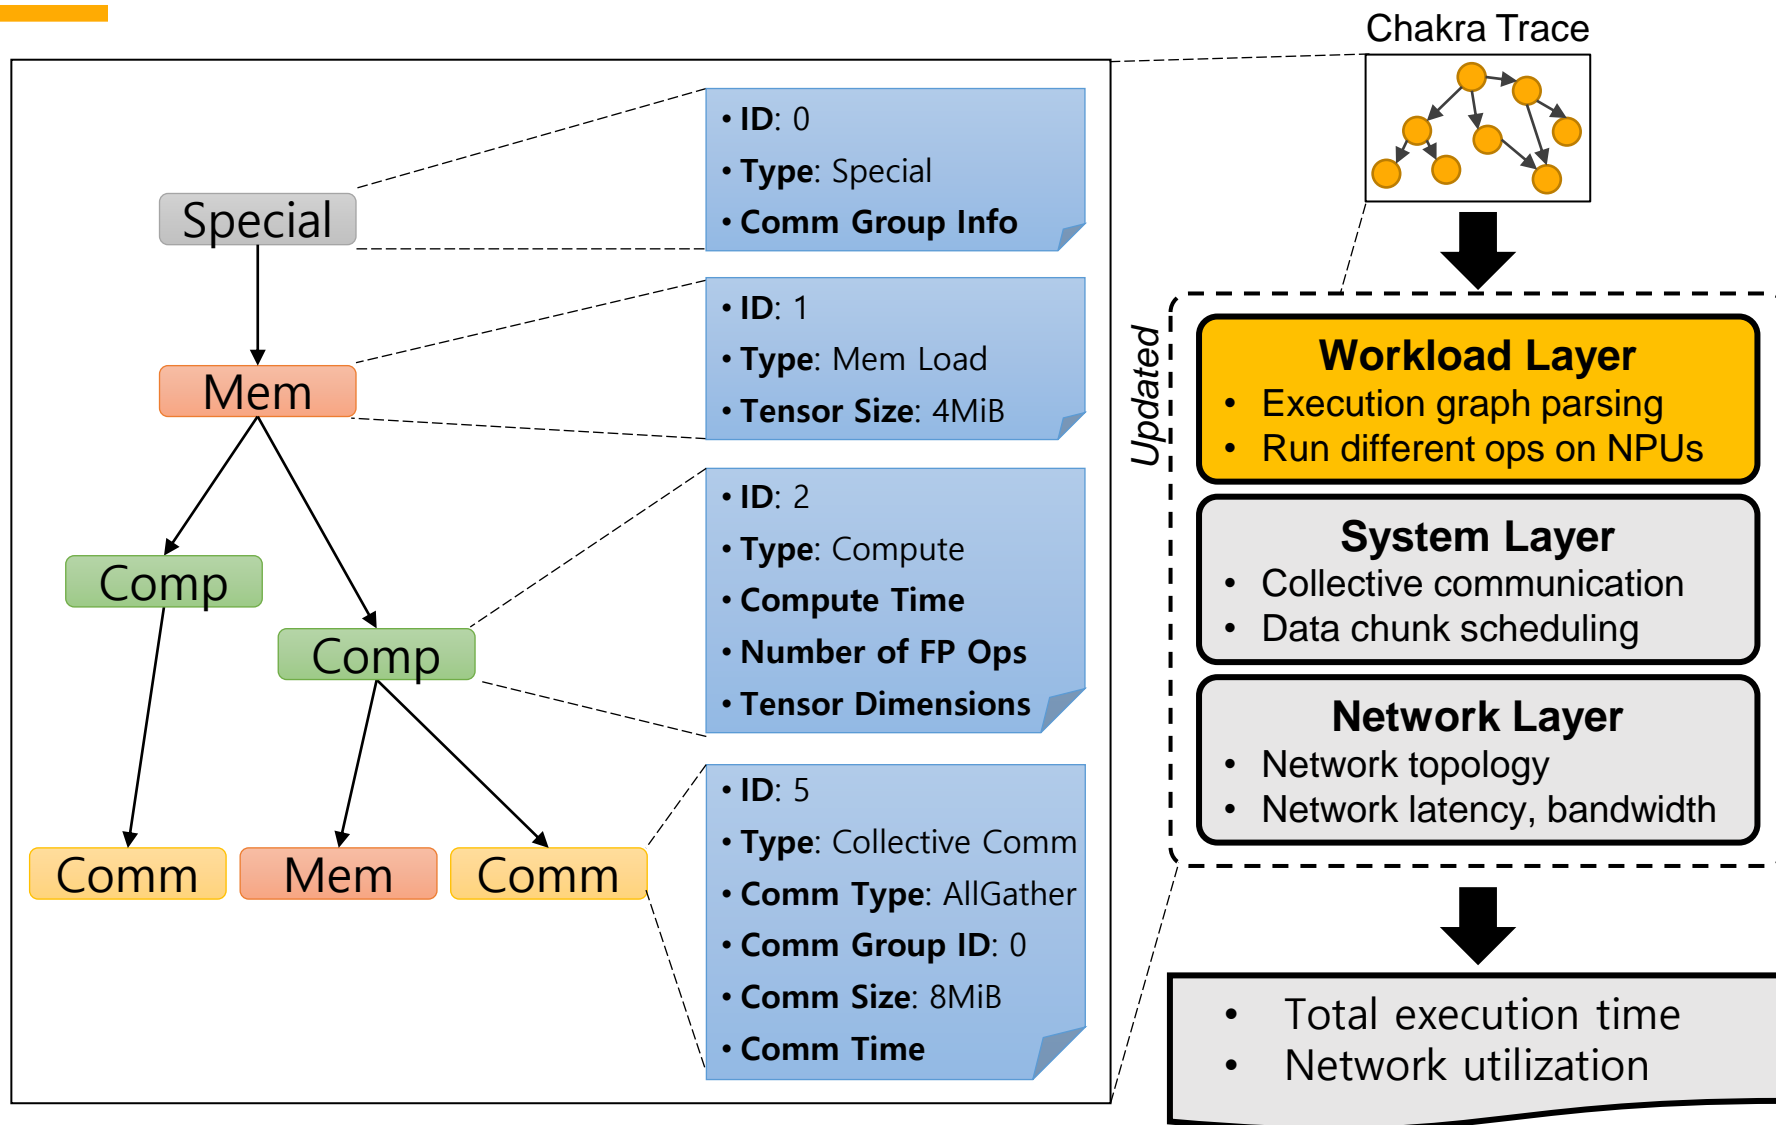 Chakra Trace
Special
Mem
Comp
Comp
Comm
Mem
Comm
• ID: 0
• Type: Special
• Comm Group Info
• ID: 1
• Type: Mem Load
• Tensor Size: 4MiB
• ID: 2
• Type: Compute
• Compute Time
• Number of FP Ops
• Tensor Dimensions
• ID: 5
• Type: Collective Comm
• Comm Type: AllGather
• Comm Group ID: 0
• Comm Size: 8MiB
• Comm Time
Updated
Workload Layer
• Execution graph parsing
• Run different ops on NPUs
System Layer
• Collective communication
• Data chunk scheduling
Network Layer
• Network topology
• Network latency, bandwidth
• Total execution time
• Network utilization